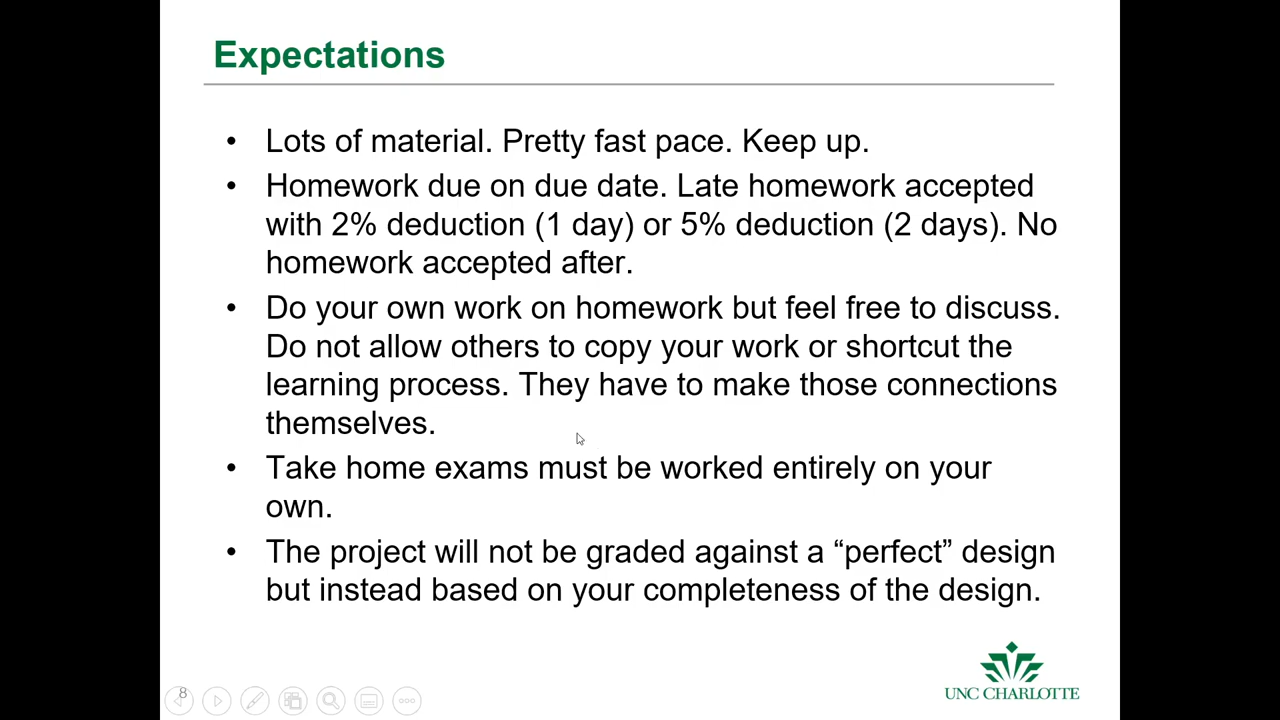 Expectations
• Lots of material. Pretty fast pace. Keep up.
• Homework due on due date. Late homework accepted
with 2% deduction (1 day) or 5% deduction (2 days). No
homework accepted after.
• Do your own work on homework but feel free to discuss.
Do not allow others to copy your work or shortcut the
learning process. They have to make those connections
themselves.
• Take home exams must be worked entirely on your
own.
• The project will not be graded against a “perfect” design
but instead based on your completeness of the design.
8
UNC CHARLOTTE